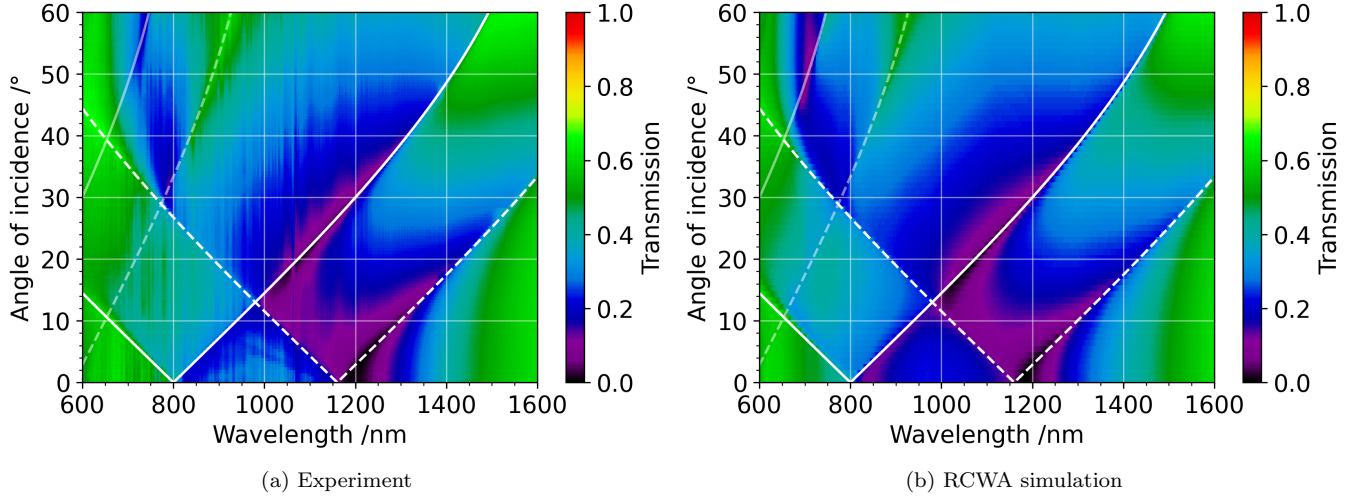 60
50
40
30
20
10
0
Angle of incidence /°
600 800 1000 1200 1400 1600
Wavelength /nm
1.0
0.8
0.6
0.4
0.2
0.0
Transmission
(a) Experiment
60
50
40
30
20
10
0
Angle of incidence /°
600 800 1000 1200 1400 1600
Wavelength /nm
1.0
0.8
0.6
0.4
0.2
0.0
Transmission
(b) RCWA simulation